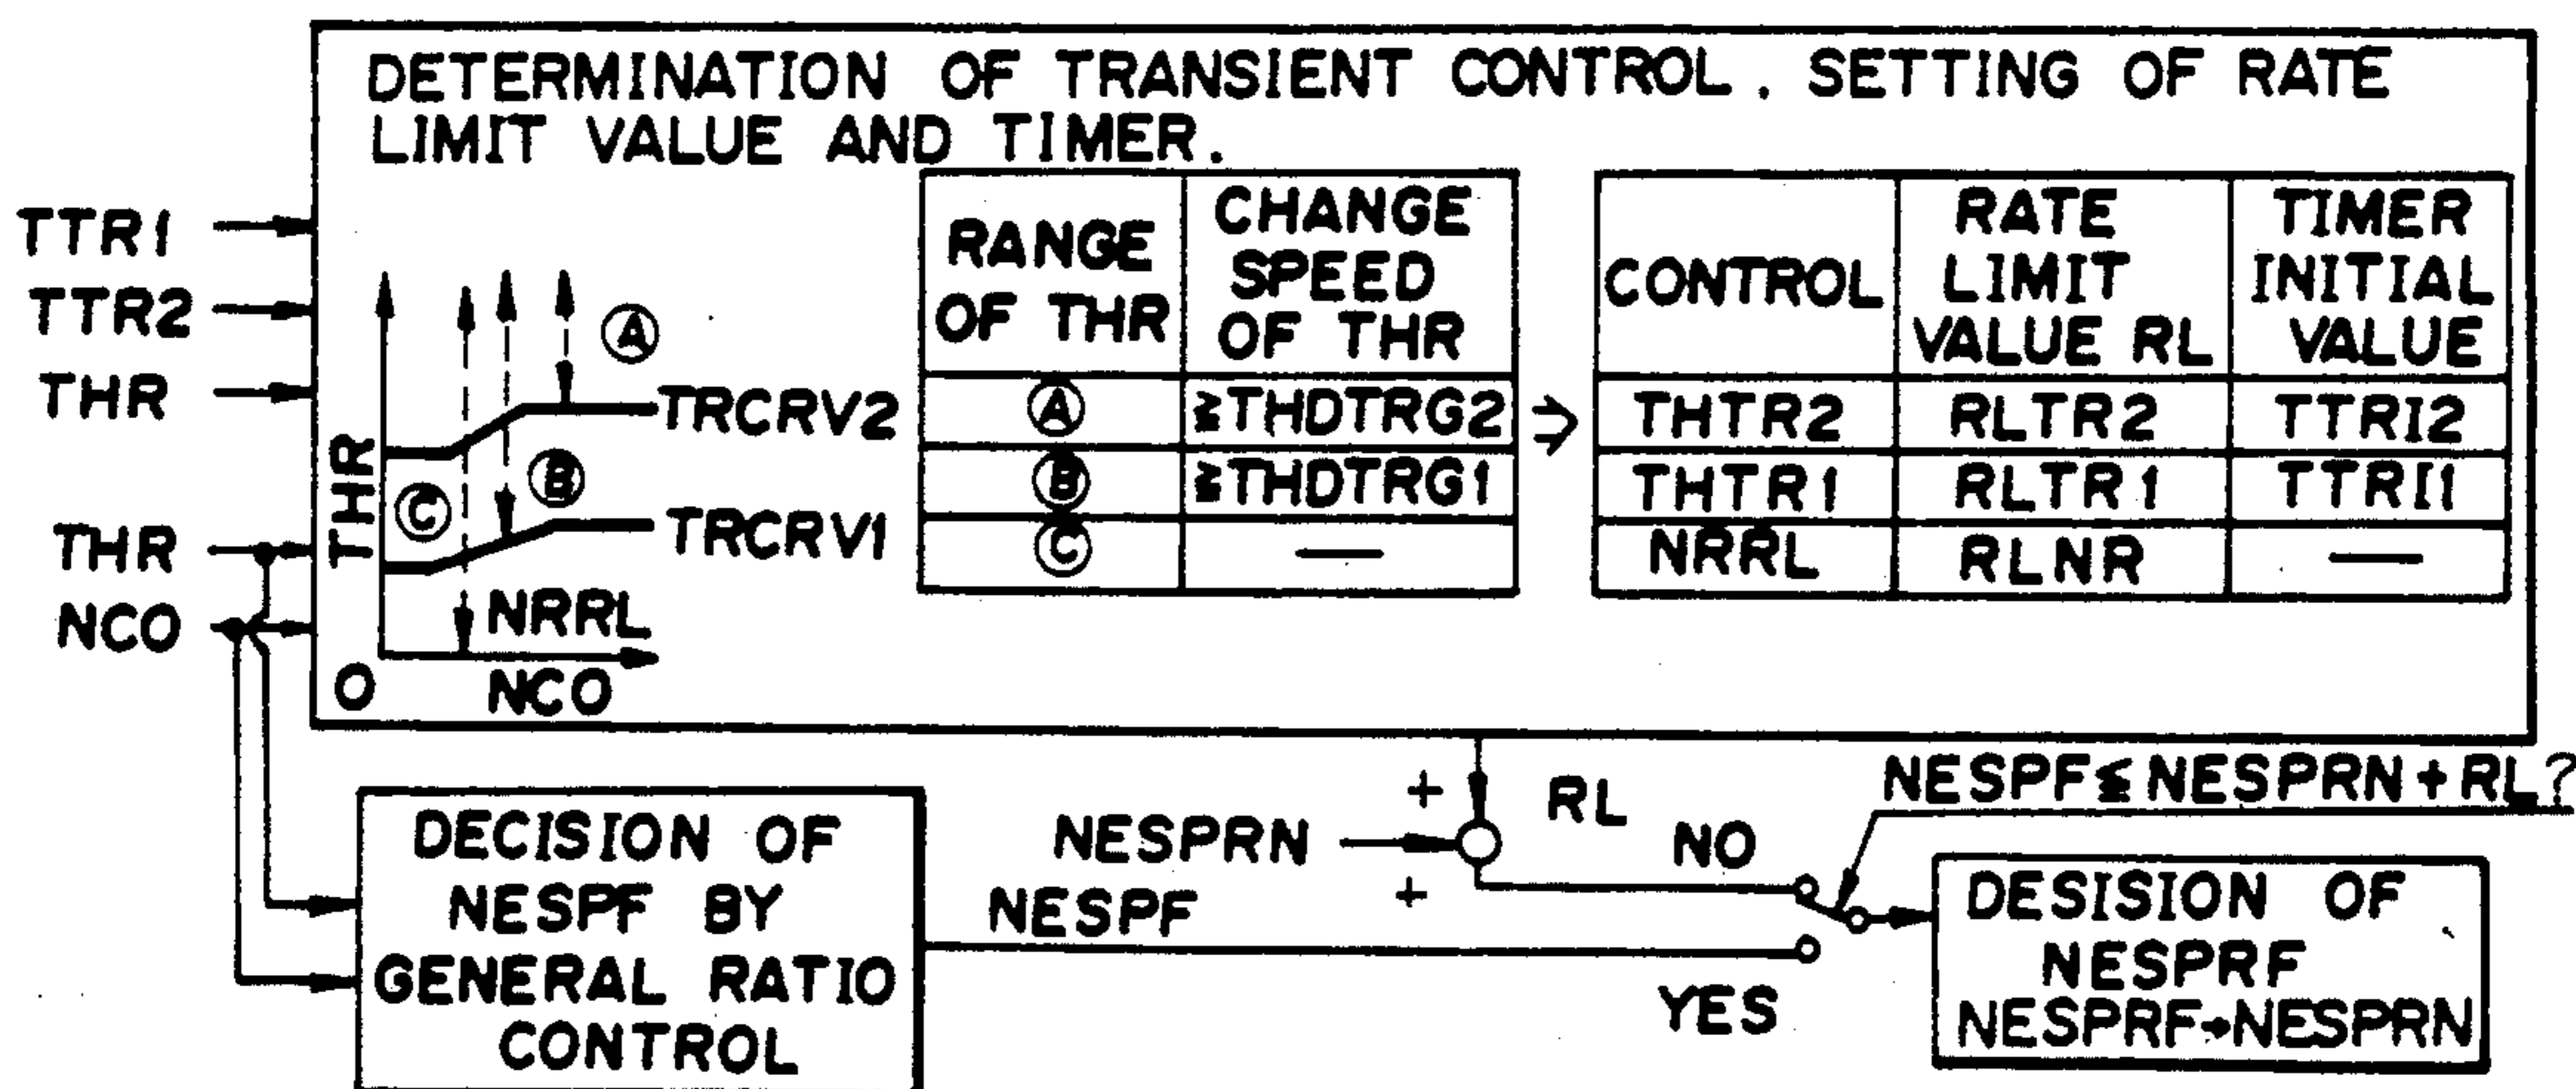 DETERMINATION OF TRANSIENT CONTROL. SETTING OF RATE
LIMIT VALUE AND TIMER.
TTR1
TTR2
THR
THR
NCO
THR
Ⓐ
TRCRV2
Ⓑ
Ⓒ
TRCRV1
NRRL
O
NCO
RANGE
OF THR
CHANGE
SPEED
OF THR
Ⓐ
≧THDTRG2
Ⓑ
≧THDTRG1
Ⓒ
—
⇒
CONTROL
RATE
LIMIT
VALUE RL
TIMER
INITIAL
VALUE
THTR2
RLTR2
TTRI2
THTR1
RLTR1
TTRI1
NRRL
RLNR
—
DECISION OF
NESPF BY
GENERAL RATIO
CONTROL
NESPRN
+
+
RL
NESPF
NO
YES
NESPF≦NESPRN+RL?
DESISION OF
NESPRF
NESPRF→NESPRN